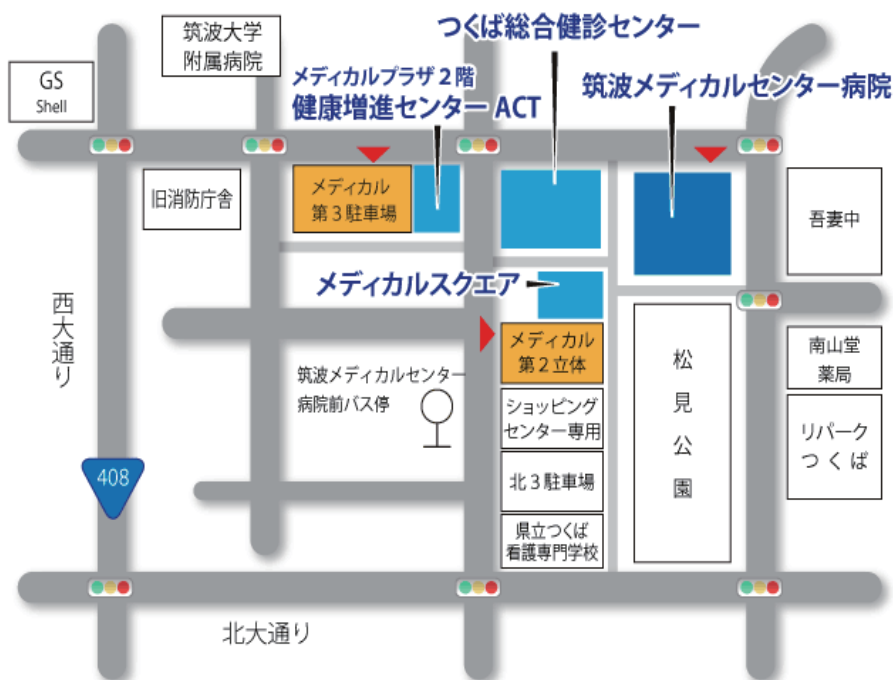 つくば総合健診センター
筑波大学
附属病院
GS
Shell
メディカルプラザ2階
健康増進センター ACT
筑波メディカルセンター病院
旧消防庁舎
メディカル
第3駐車場
吾妻中
メディカルスクエア
西大通り
メディカル
第2立体
松見公園
南山堂
薬局
筑波メディカルセンター
病院前バス停
ショッピング
センター専用
リパーク
つくば
408
北3駐車場
県立つくば
看護専門学校
北大通り